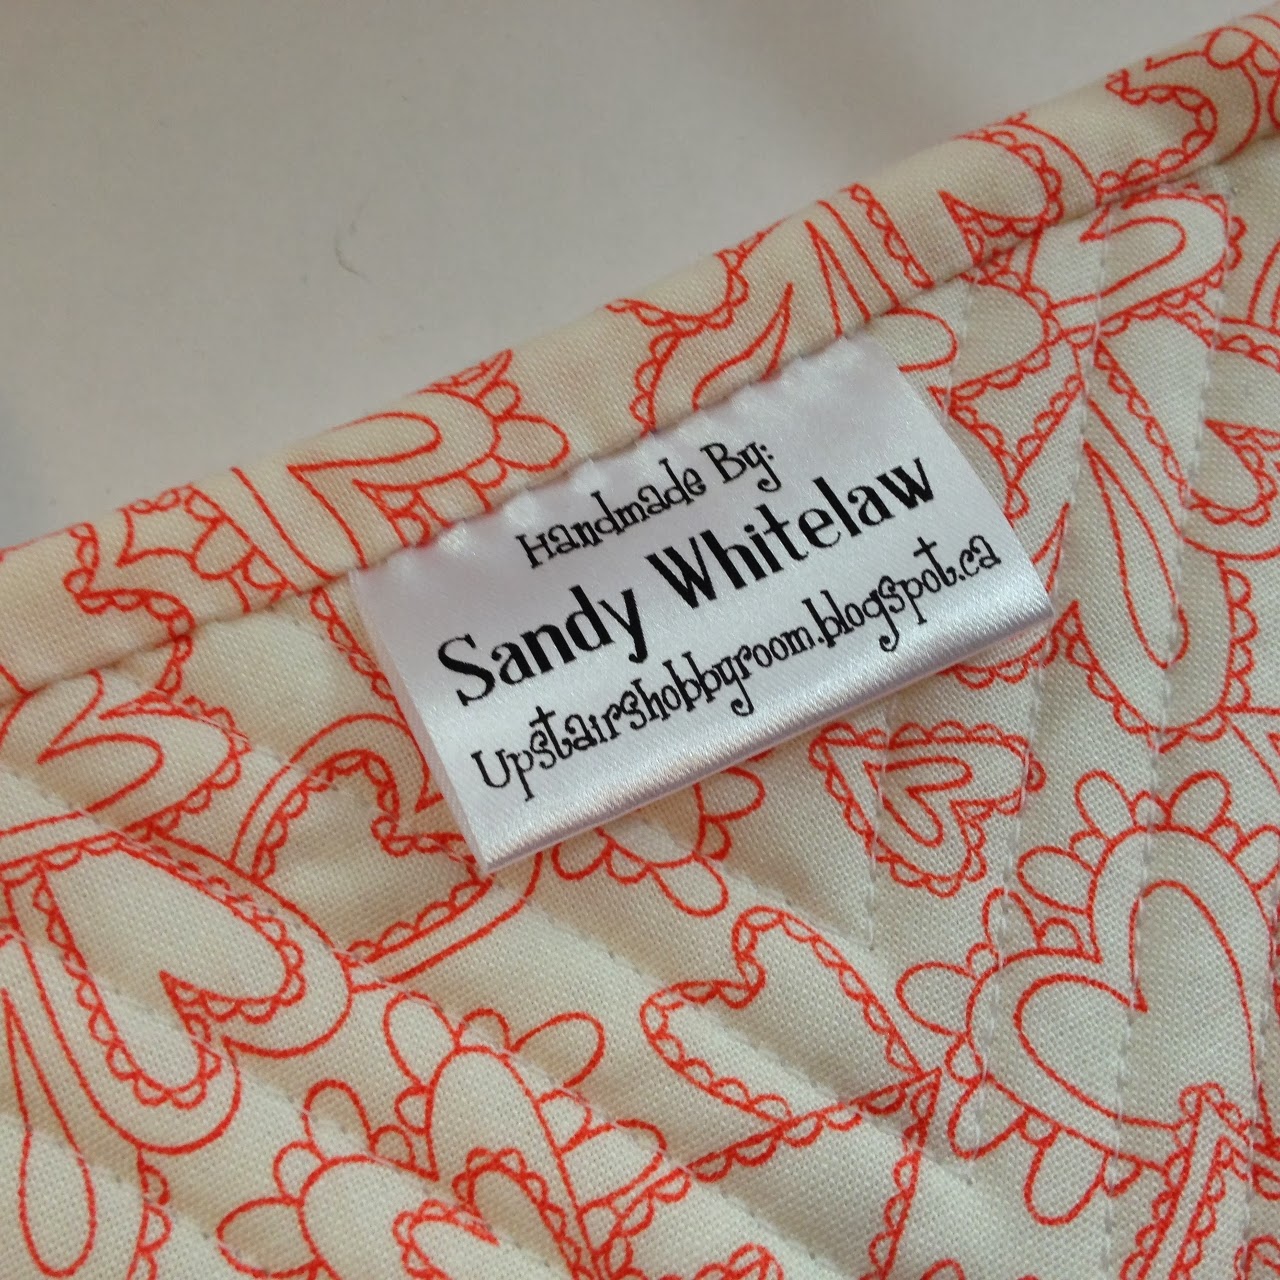 Handmade By:
Sandy Whitelaw
Upstairshobbyroom.blogspot.ca